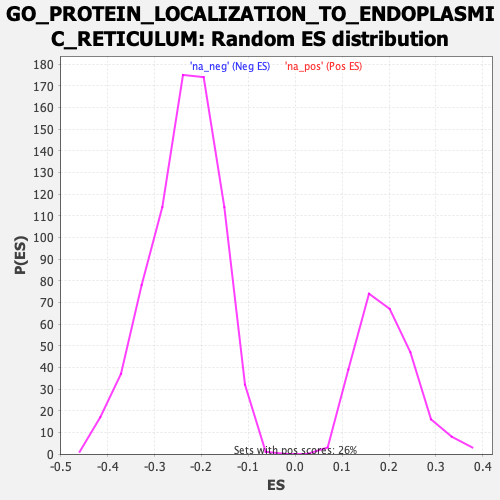 GO_PROTEIN_LOCALIZATION_TO_ENDOPLASMI
C_RETICULUM: Random ES distribution
'na_neg' (Neg ES) 'na_pos' (Pos ES)
180
170
160
150
140
130
120
110
100
90
80
70
60
50
40
30
20
10
0
P(ES)
Sets with pos scores: 26%
-0.5 -0.4 -0.3 -0.2 -0.1 0.0 0.1 0.2 0.3 0.4
ES